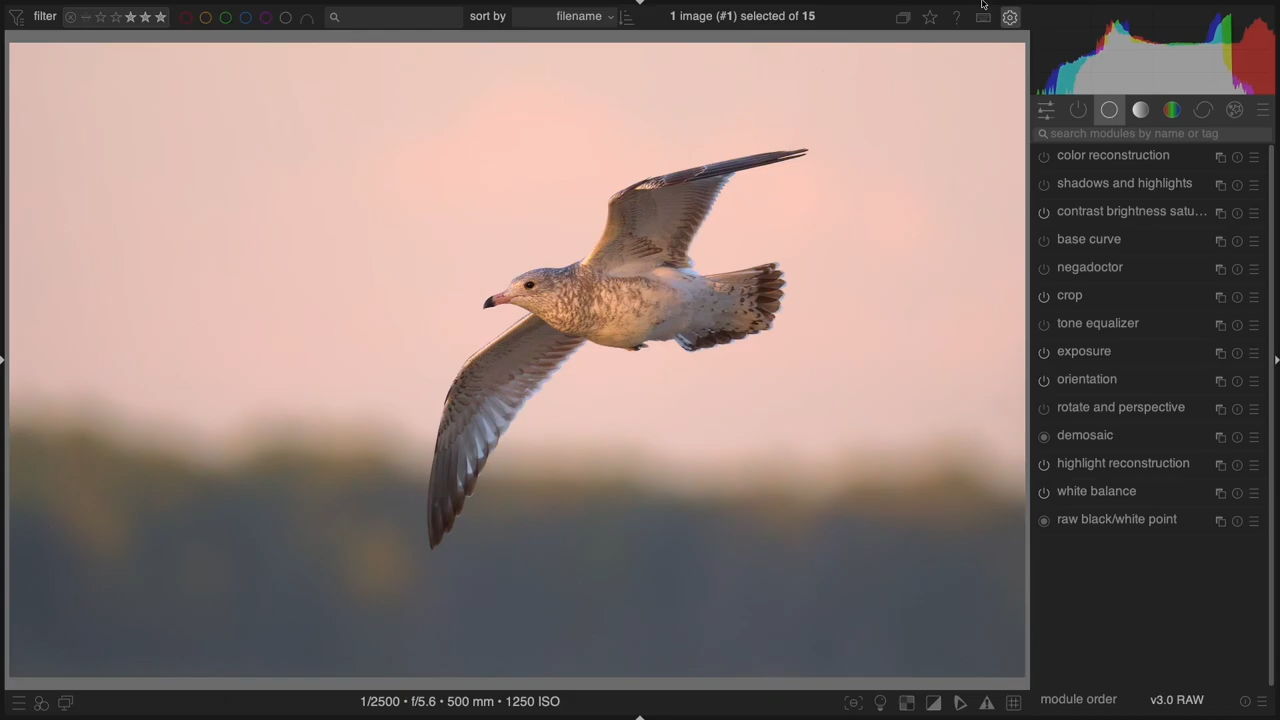 filter
sort by filename
1 image (#1) selected of 15
search modules by name or tag
color reconstruction
shadows and highlights
contrast brightness satu...
base curve
negadoctor
crop
tone equalizer
exposure
orientation
rotate and perspective
demosaic
highlight reconstruction
white balance
raw black/white point
1/2500 • f/5.6 • 500 mm • 1250 ISO
module order v3.0 RAW